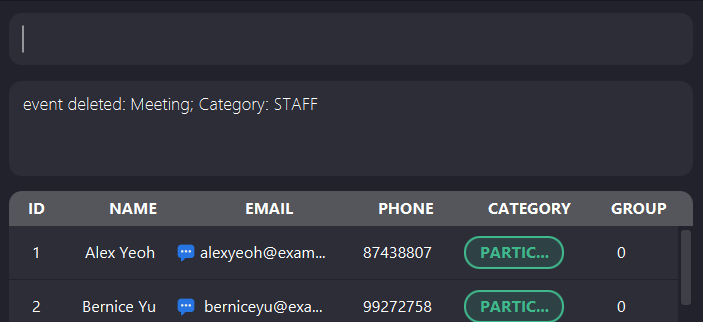 event deleted: Meeting; Category: STAFF
ID NAME EMAIL PHONE CATEGORY GROUP
1 Alex Yeoh alexyeoh@exam... 87438807 PARTIC... 0
2 Bernice Yu berniceyu@exa... 99272758 PARTIC... 0